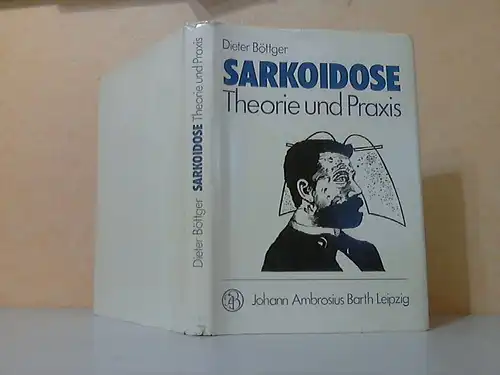 Dieter Böttger
SARKOIDOSE
Theorie und Praxis
Johann Ambrosius Barth Leipzig
Dieter Böttger SARKOIDOSE Theorie und Praxis